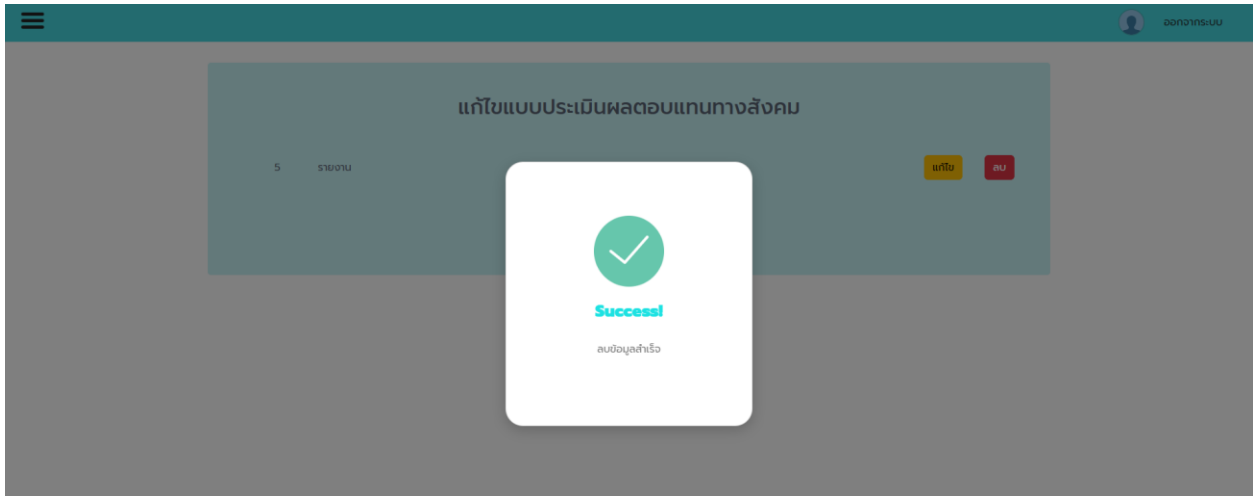 ออกจากระบบ
แก้ไขแบบประเมินผลตอบแทนทางสังคม
5 รายงาน แก้ไข ลบ
Success!
ลบข้อมูลสำเร็จ